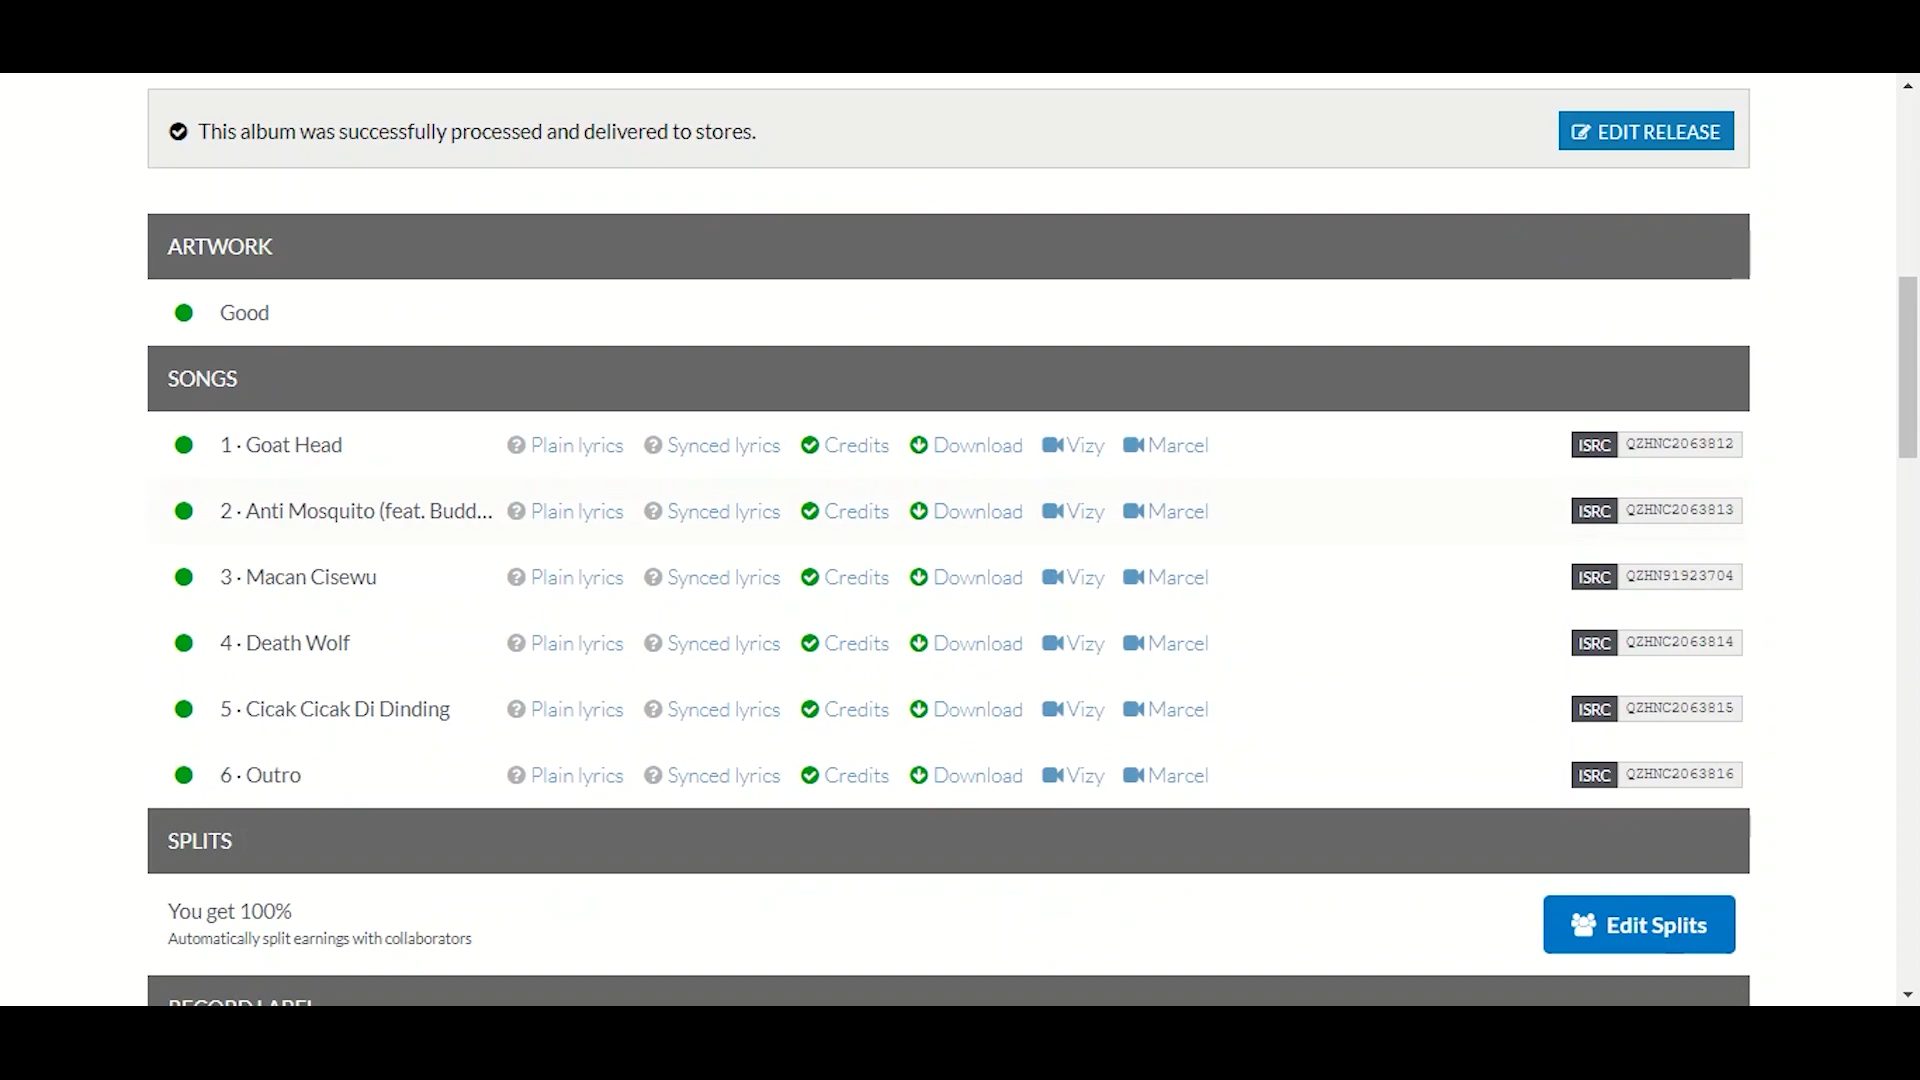 This album was successfully processed and delivered to stores.
EDIT RELEASE
ARTWORK
Good
SONGS
1 · Goat Head Plain lyrics Synced lyrics Credits Download Vizy Marcel ISRC QZHNC2063812
2 · Anti Mosquito (feat. Budd... Plain lyrics Synced lyrics Credits Download Vizy Marcel ISRC QZHNC2063813
3 · Macan Cisewu Plain lyrics Synced lyrics Credits Download Vizy Marcel ISRC QZHN91923704
4 · Death Wolf Plain lyrics Synced lyrics Credits Download Vizy Marcel ISRC QZHNC2063814
5 · Cicak Cicak Di Dinding Plain lyrics Synced lyrics Credits Download Vizy Marcel ISRC QZHNC2063815
6 · Outro Plain lyrics Synced lyrics Credits Download Vizy Marcel ISRC QZHNC2063816
SPLITS
You get 100%
Automatically split earnings with collaborators
Edit Splits
RECORD LABEL